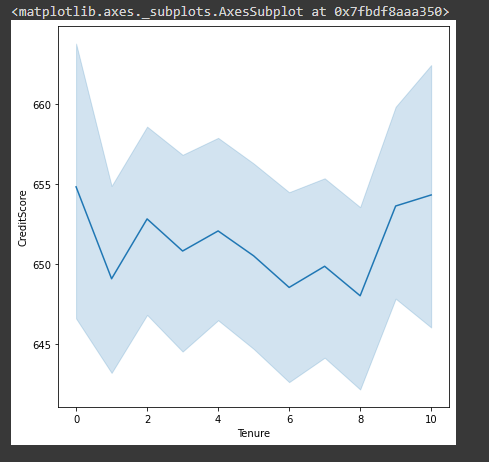 <matplotlib.axes._subplots.AxesSubplot at 0x7fbdf8aaa350>
660
655
650
645
CreditScore
0 2 4 6 8 10
Tenure